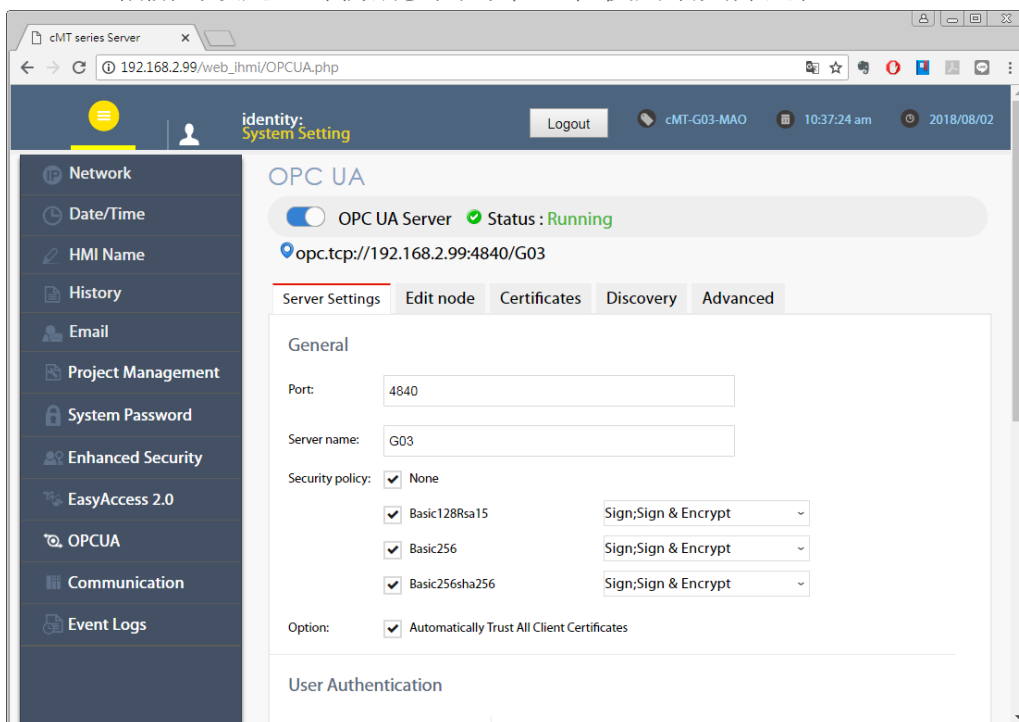 cMT series Server
192.168.2.99/web_ihmi/OPCUA.php
identity:
System Setting
Logout
cMT-G03-MAO
10:37:24 am
2018/08/02
Network
Date/Time
HMI Name
History
Email
Project Management
System Password
Enhanced Security
EasyAccess 2.0
OPCUA
Communication
Event Logs
OPC UA
OPC UA Server Status : Running
opc.tcp://192.168.2.99:4840/G03
Server Settings Edit node Certificates Discovery Advanced
General
Port: 4840
Server name: G03
Security policy: None
Basic128Rsa15 Sign;Sign & Encrypt
Basic256 Sign;Sign & Encrypt
Basic256sha256 Sign;Sign & Encrypt
Option: Automatically Trust All Client Certificates
User Authentication